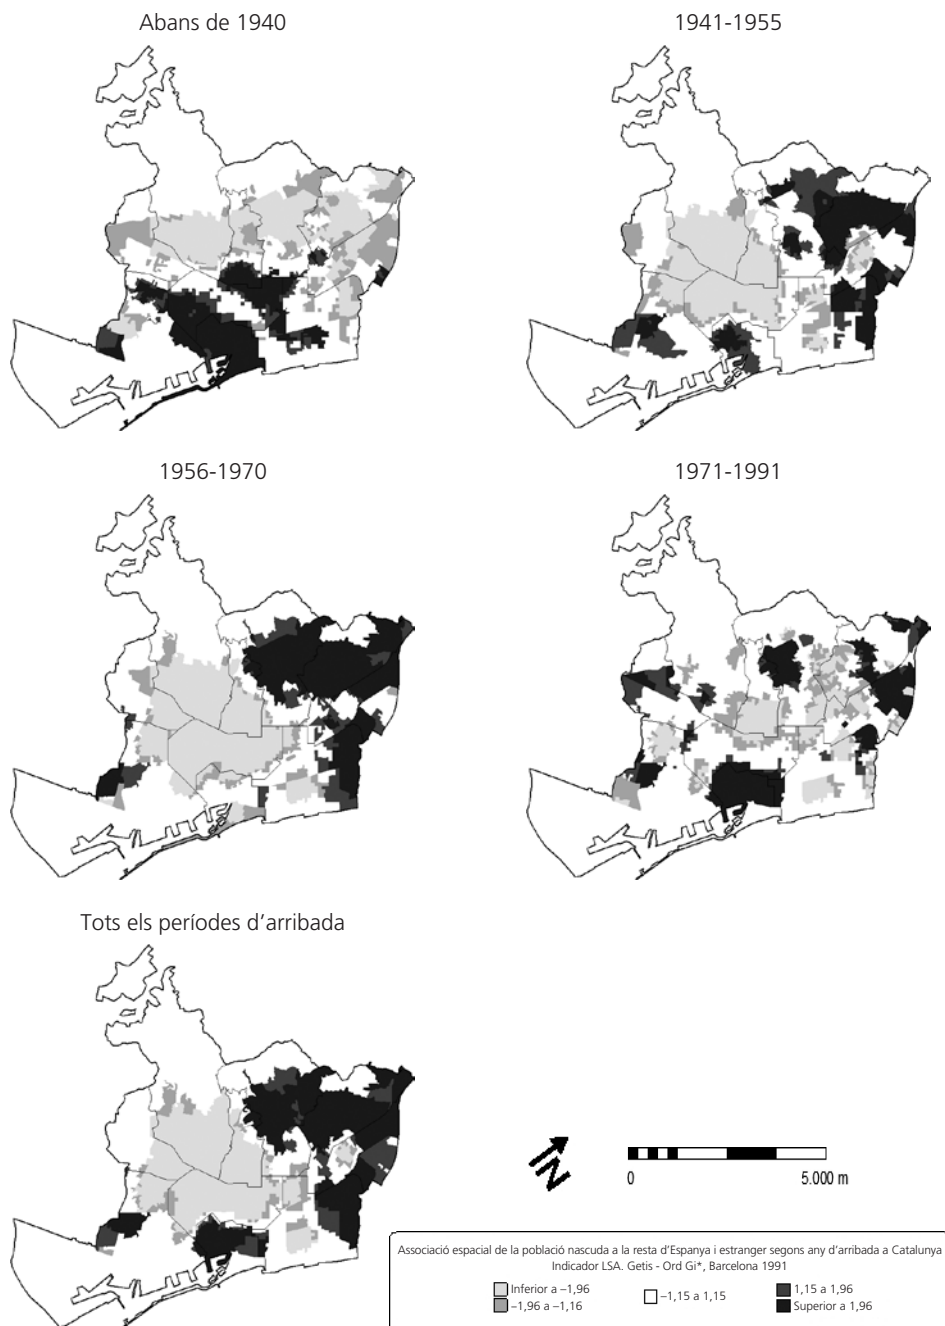 Abans de 1940
1941-1955
1956-1970
1971-1991
Tots els períodes d’arribada
N
0
5.000 m
Associació espacial de la població nascuda a la resta d’Espanya i estranger segons any d’arribada a Catalunya
Indicador LSA. Getis - Ord Gi*, Barcelona 1991
Inferior a –1,96
–1,96 a –1,16
–1,15 a 1,15
1,15 a 1,96
Superior a 1,96